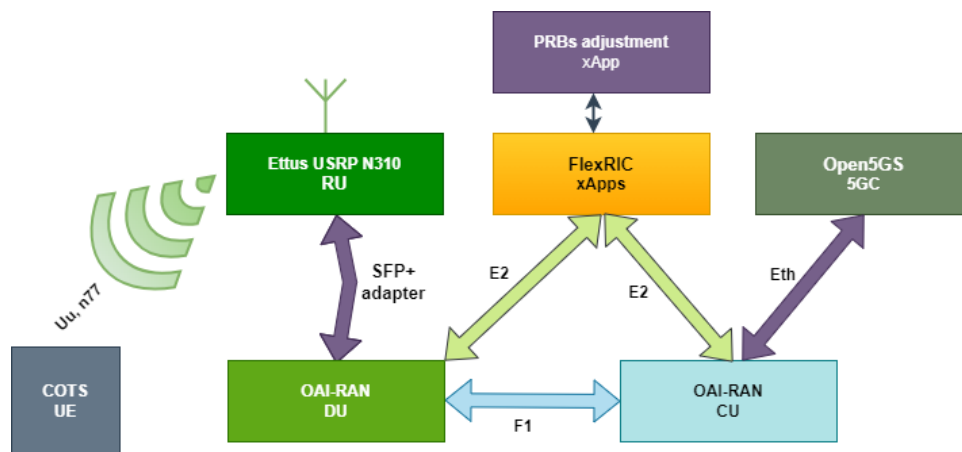 PRBs adjustment
xApp
Ettus USRP N310
RU
FlexRIC
xApps
Open5GS
5GC
Uu, n77
SFP+
adapter
E2
E2
Eth
COTS
UE
OAI-RAN
DU
F1
OAI-RAN
CU